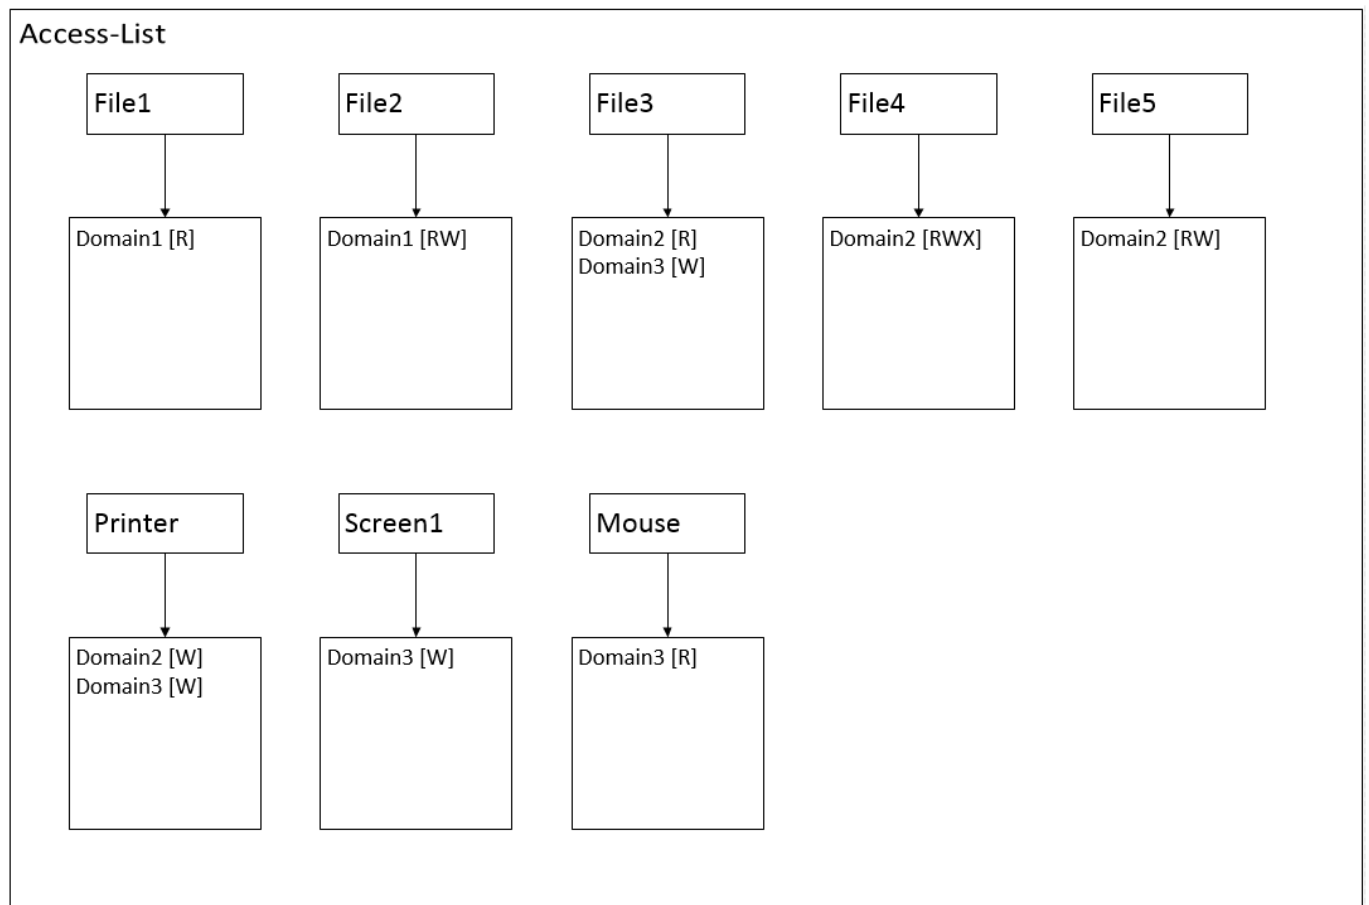 Access-List
File1
File2
File3
File4
File5
Domain1 [R]
Domain1 [RW]
Domain2 [R]
Domain3 [W]
Domain2 [RWX]
Domain2 [RW]
Printer
Screen1
Mouse
Domain2 [W]
Domain3 [W]
Domain3 [W]
Domain3 [R]